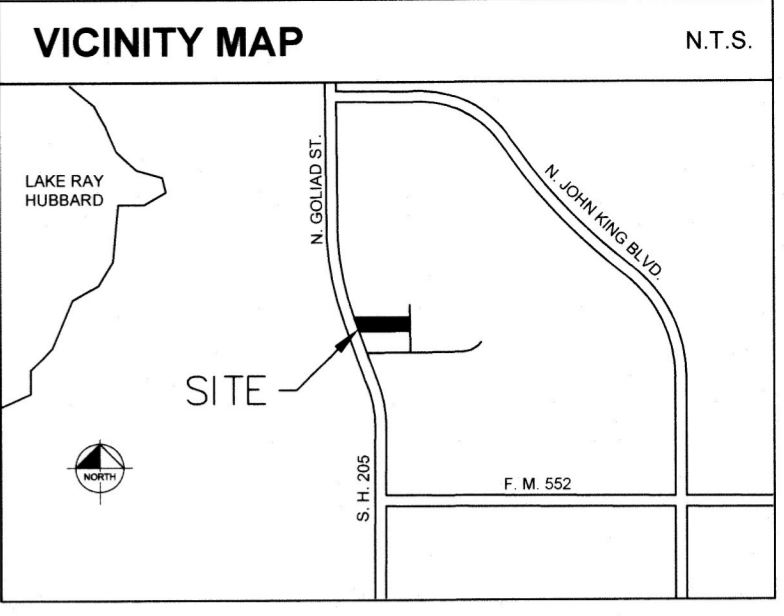 VICINITY MAP
N.T.S.
LAKE RAY
HUBBARD
N. GOLIAD ST.
N. JOHN KING BLVD.
SITE
NORTH
S. H. 205
F. M. 552